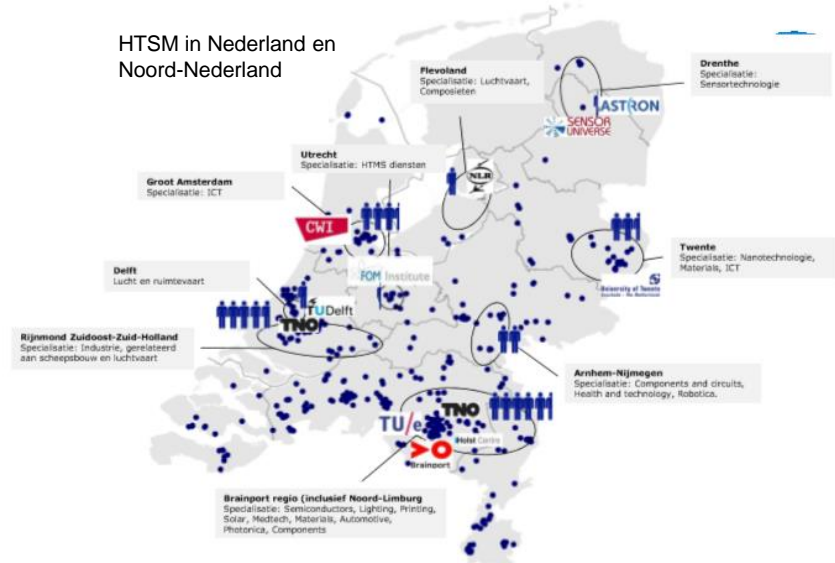 HTSM in Nederland en
Noord-Nederland
Flevoland
Specialisatie: Luchtvaart,
Composieten
Drenthe
Specialisatie:
Sensortechnologie
ASTRON
SENSOR
UNIVERSE
Utrecht
Specialisatie: HTMS diensten
NLR
Groot Amsterdam
Specialisatie: ICT
CWI
Twente
Specialisatie: Nanotechnologie,
Materials, ICT
University of Twente
Delft
Lucht en ruimtevaart
FOM Institute
TUDelft
TNO
Rijnmond Zuidoost-Zuid-Holland
Specialisatie: Industrie, gerelateerd
aan scheepsbouw en luchtvaart
Arnhem-Nijmegen
Specialisatie: Components and circuits,
Health and technology, Robotica.
TNO
TU/e
Holst Centre
Brainport
Brainport regio (inclusief Noord-Limburg
Specialisatie: Semiconductors, Lighting, Printing,
Solar, Medtech, Materials, Automotive,
Photonica, Components